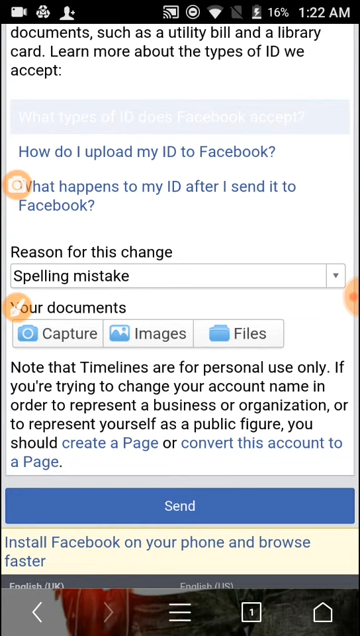 16% 1:22 AM
documents, such as a utility bill and a library
card. Learn more about the types of ID we
accept:
What types of ID does Facebook accept?
How do I upload my ID to Facebook?
What happens to my ID after I send it to
Facebook?
Reason for this change
Spelling mistake
Your documents
Capture Images Files
Note that Timelines are for personal use only. If
you're trying to change your account name in
order to represent a business or organization, or
to represent yourself as a public figure, you
should create a Page or convert this account to
a Page.
Send
Install Facebook on your phone and browse
faster
English (UK) English (US)
1